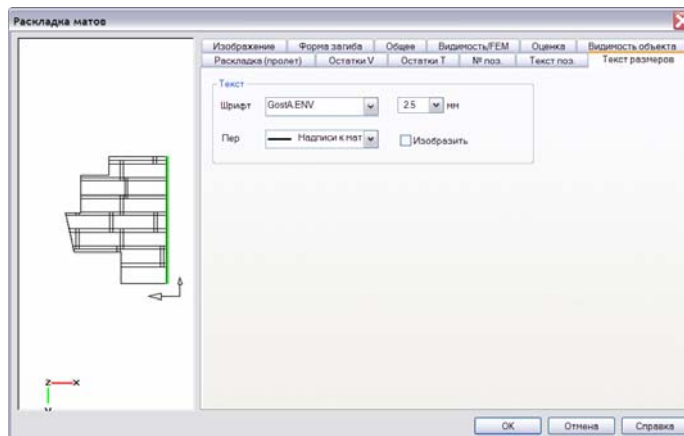 Раскладка матов
Изображение Форма загиба Общее Видимость/FEM Оценка Видимость объекта
Раскладка (пролет) Остатки V Остатки T № поз. Текст поз. Текст размеров
Текст
Шрифт GostA.ENV 2.5 мм
Пер Надписи к мат Изобразить
z x
OK Отмена Справка